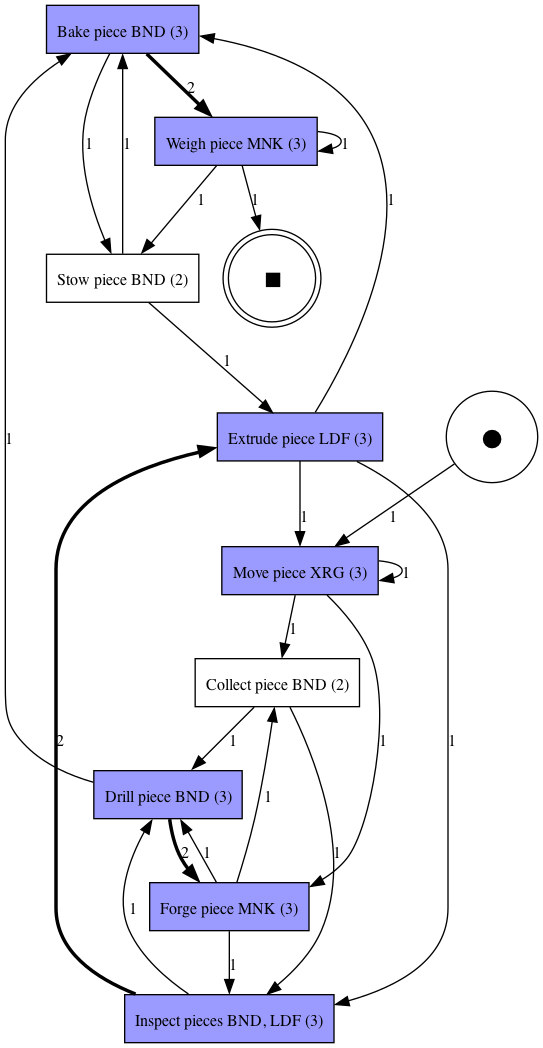 Bake piece BND (3)
2
1
1
Weigh piece MNK (3)
1
1
1
1
Stow piece BND (2)
1
Extrude piece LDF (3)
1
1
1
Move piece XRG (3)
1
1
Collect piece BND (2)
2
1
1
1
Drill piece BND (3)
1
2
1
1
Forge piece MNK (3)
1
1
Inspect pieces BND, LDF (3)